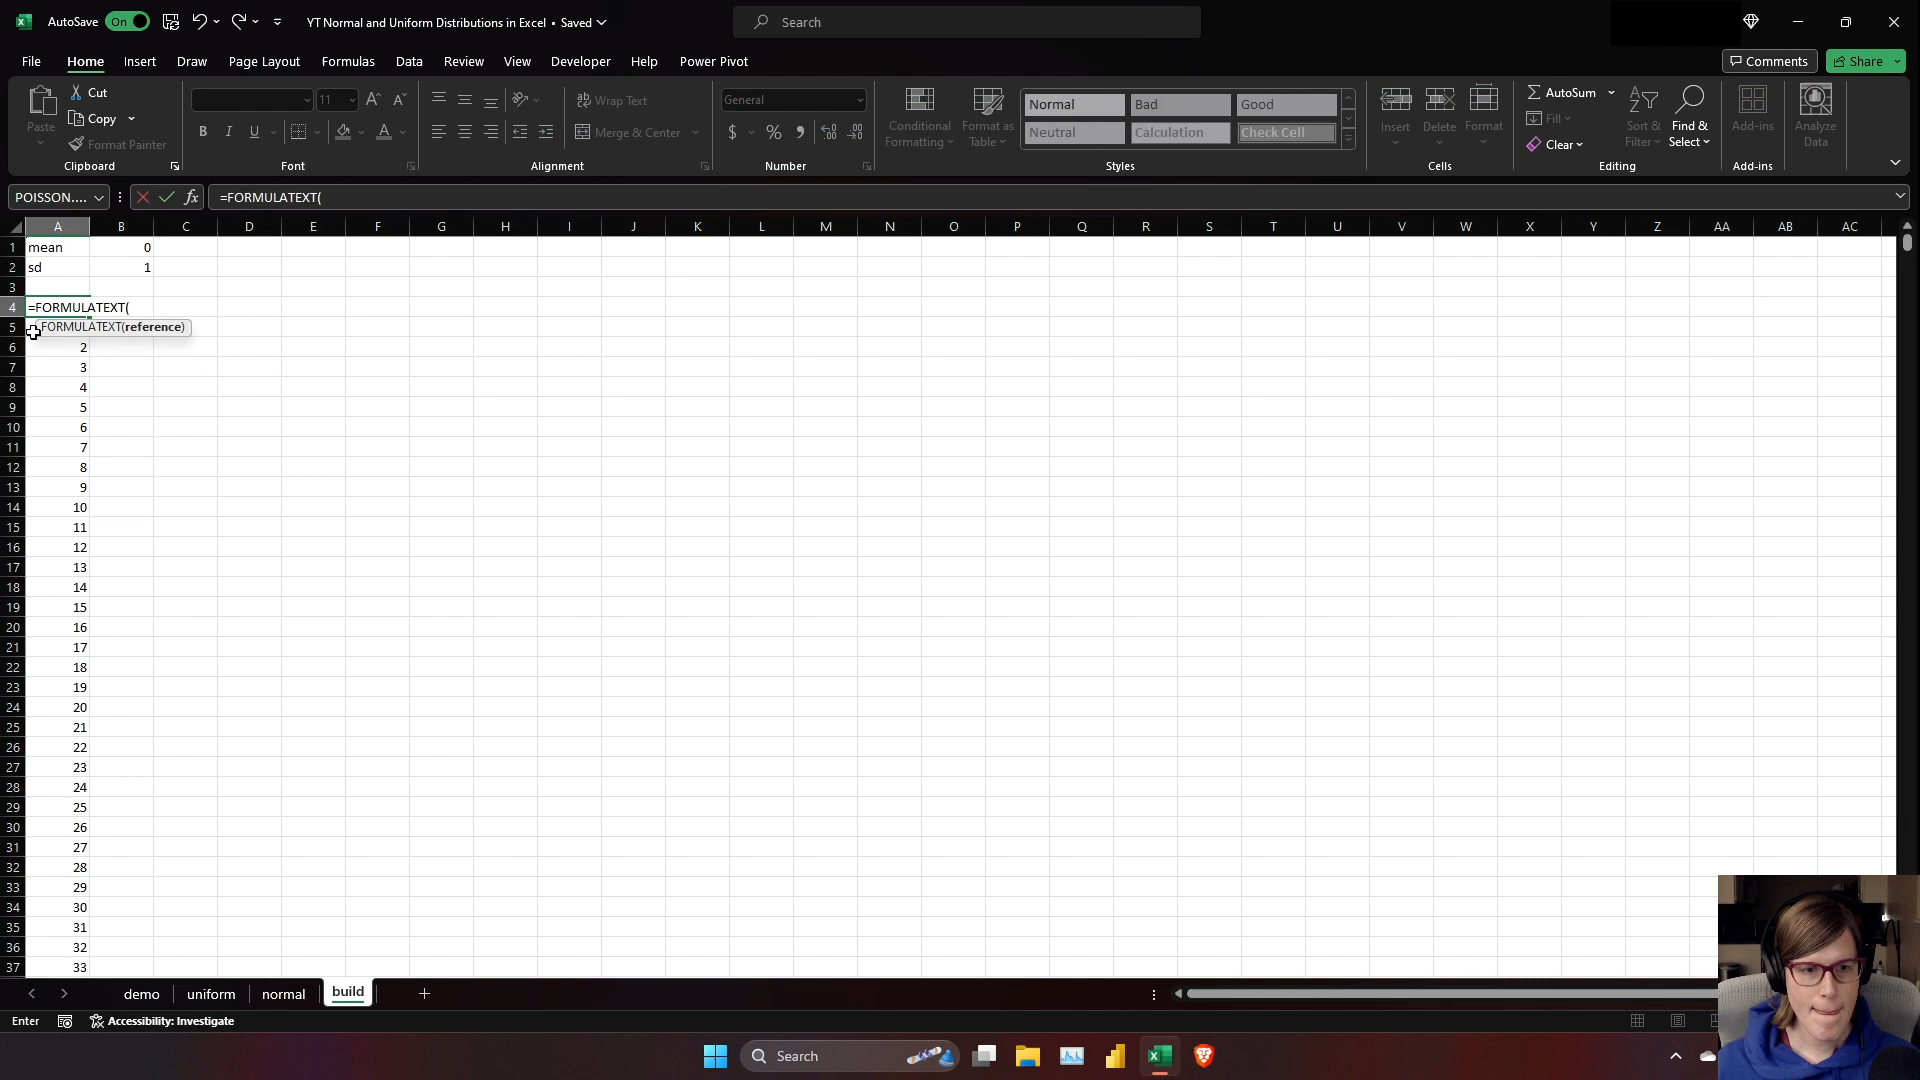 AutoSave On YT Normal and Uniform Distributions in Excel • Saved Search
File Home Insert Draw Page Layout Formulas Data Review View Developer Help Power Pivot Comments Share
Paste Cut Copy Format Painter Clipboard
11 B I U A Font
Wrap Text Merge & Center Alignment
General $ % Number
Conditional Formatting Format as Table Normal Bad Good Neutral Calculation Check Cell Styles
Insert Delete Format Cells
AutoSum Fill Clear Sort & Filter Find & Select Editing
Add-ins Add-ins
Analyze Data
POISSON.... fx =FORMULATEXT(
A B C D E F G H I J K L M N O P Q R S T U V W X Y Z AA AB AC
1 mean 0
2 sd 1
3
4 =FORMULATEXT(
5 FORMULATEXT(reference)
6 2
7 3
8 4
9 5
10 6
11 7
12 8
13 9
14 10
15 11
16 12
17 13
18 14
19 15
20 16
21 17
22 18
23 19
24 20
25 21
26 22
27 23
28 24
29 25
30 26
31 27
32 28
33 29
34 30
35 31
36 32
37 33
demo uniform normal build
Enter Accessibility: Investigate
Search